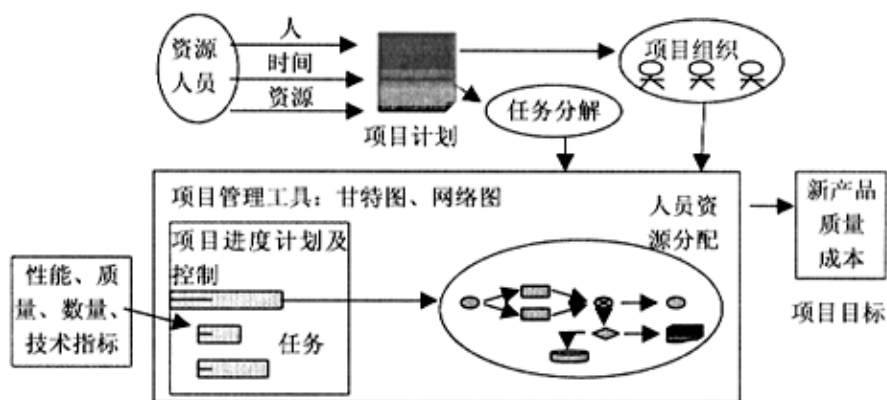 资源
人员
人
时间
资源
项目计划
项目组织
任务分解
项目管理工具：甘特图、网络图
人员资
源分配
项目进度计划及
控制
任务
性能、质
量、数量、
技术指标
新产品
质量
成本
项目目标